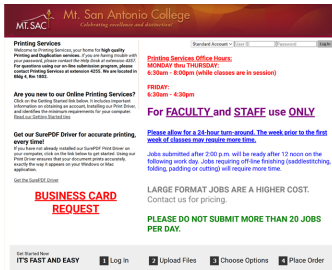 MT.SAC
Mt. San Antonio College
Celebrating excellence and distinction!
Standard Account
User ID
Password
Log In
Printing Services
Welcome to Printing Services, your home for high quality
Printing and Duplication services. If you are having trouble with
your password, please contact the Help Desk at extension 4357.
For questions using our on-line submission program, please
contact Printing Services at extension 4255. We are located in
Bldg 4, Rm 1802.
Are you new to our Online Printing Services?
Click on the Getting Started link below. It includes important
information on obtaining an account, installing our Print Driver,
and identifies the minimum requirements for your computer.
Read our Getting Started tips
Get our SurePDF Driver for accurate printing,
every time!
If you have not already installed our SurePDF Print Driver on
your computer, click on the link below to get started. Using our
Print Driver ensures that your document prints accurately,
exactly the way it appears on your Windows or Mac
application.
Get the SurePDF Driver
BUSINESS CARD
REQUEST
Printing Services Office Hours:
MONDAY thru THURSDAY:
6:30am - 8:00pm (while classes are in session)
FRIDAY:
6:30am - 4:30pm
For FACULTY and STAFF use ONLY
Please allow for a 24-hour turn-around. The week prior to the first
week of classes may require more time.
Jobs submitted after 2:00 p.m. will be ready after 12 noon on the
following work day. Jobs requiring off-line finishing (saddlestitching,
folding, padding or cutting) will require more time.
LARGE FORMAT JOBS ARE A HIGHER COST.
Contact us for pricing.
PLEASE DO NOT SUBMIT MORE THAN 20 JOBS
PER DAY.
Get Started Now
IT'S FAST AND EASY
1 Log In
2 Upload Files
3 Choose Options
4 Place Order